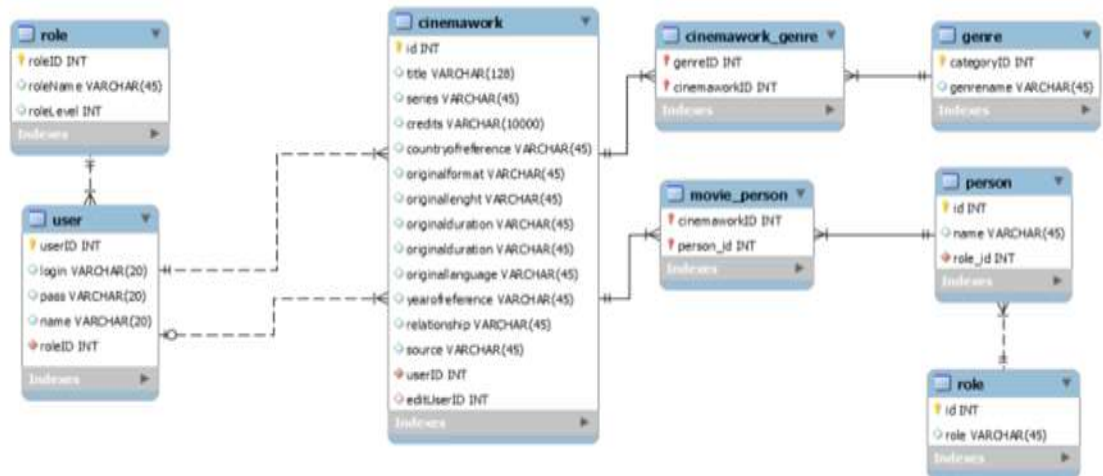 role
roleID INT
roleName VARCHAR(45)
roleLevel INT
Indexes
user
userID INT
login VARCHAR(20)
pass VARCHAR(20)
name VARCHAR(20)
roleID INT
Indexes
cinemawork
id INT
title VARCHAR(128)
series VARCHAR(45)
credits VARCHAR(10000)
countryofreference VARCHAR(45)
originalformat VARCHAR(45)
originallenght VARCHAR(45)
originalduration VARCHAR(45)
originalduration VARCHAR(45)
originallanguage VARCHAR(45)
yearofreference VARCHAR(45)
relationship VARCHAR(45)
source VARCHAR(45)
userID INT
editUserID INT
Indexes
cinemawork_genre
genreID INT
cinemaworkID INT
Indexes
genre
categoryID INT
genrename VARCHAR(45)
Indexes
movie_person
cinemaworkID INT
person_id INT
Indexes
person
id INT
name VARCHAR(45)
role_id INT
Indexes
role
id INT
role VARCHAR(45)
Indexes